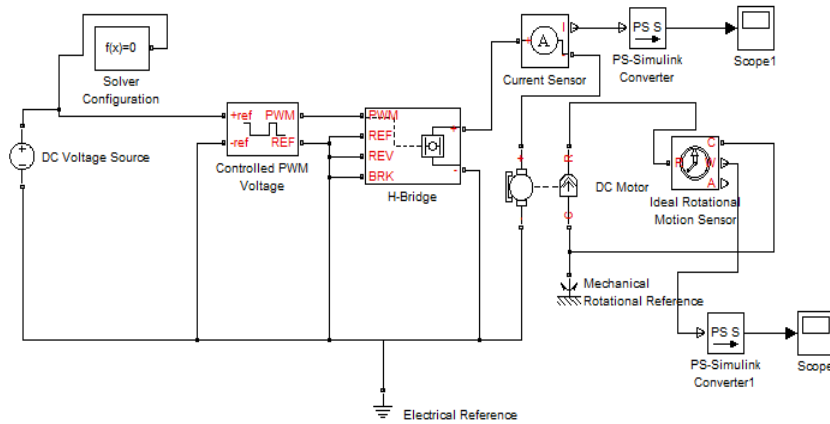 f(x)=0
Solver
Configuration
DC Voltage Source
+ref
-ref
PWM
REF
Controlled PWM
Voltage
PWM
REF
REV
BRK
+
-
H-Bridge
+
A
I
-
Current Sensor
PS S
PS-Simulink
Converter
Scope1
+
R
C
DC Motor
R
C
W
A
Ideal Rotational
Motion Sensor
Mechanical
Rotational Reference
PS S
PS-Simulink
Converter1
Scope
Electrical Reference